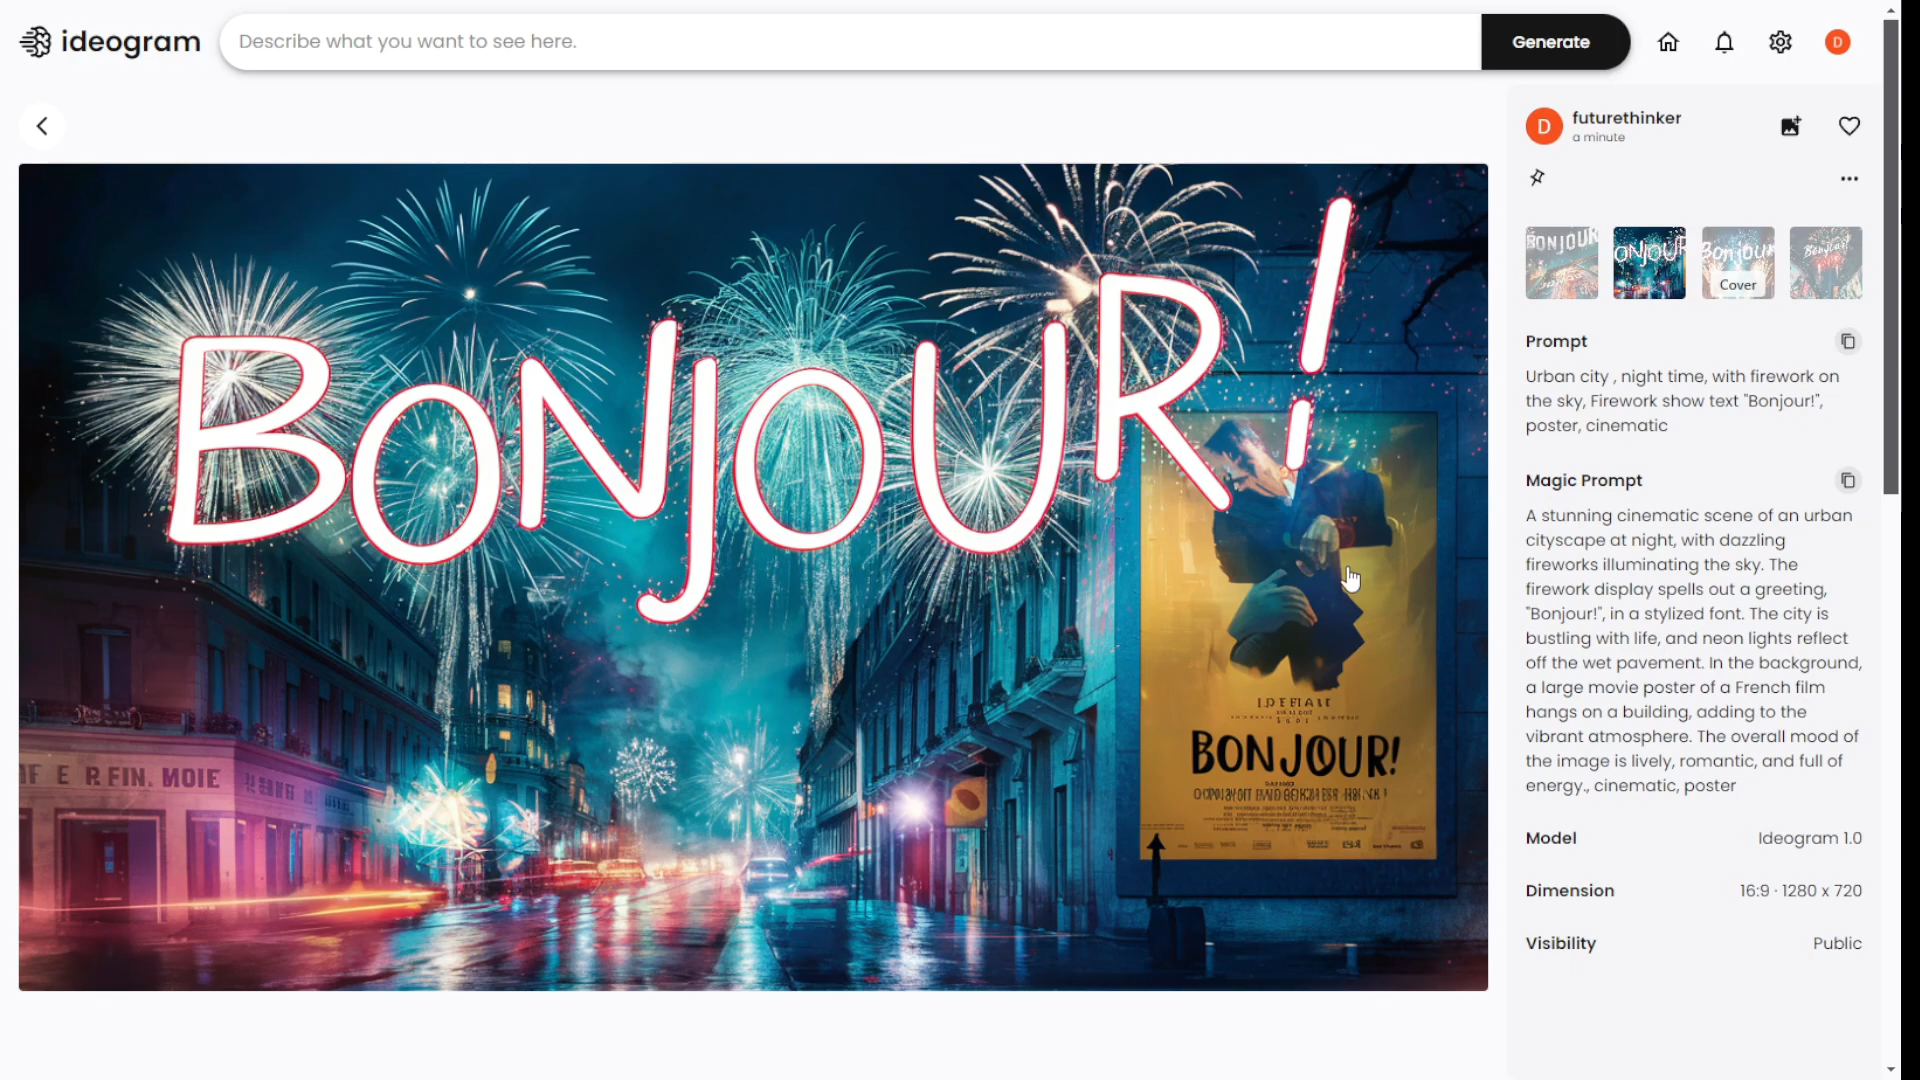 ideogram
Describe what you want to see here.
Generate
D
D
futurethinker
a minute
BONJOUR!
BONJOUR
BONJOUR
BONJOUR
Cover
Bonjour!
Prompt
Urban city , night time, with firework on
the sky, Firework show text "Bonjour!",
poster, cinematic
Magic Prompt
A stunning cinematic scene of an urban
cityscape at night, with dazzling
fireworks illuminating the sky. The
firework display spells out a greeting,
"Bonjour!", in a stylized font. The city is
bustling with life, and neon lights reflect
off the wet pavement. In the background,
a large movie poster of a French film
hangs on a building, adding to the
vibrant atmosphere. The overall mood of
the image is lively, romantic, and full of
energy., cinematic, poster
BONJOUR!
FIN. MOIE
Model
Ideogram 1.0
Dimension
16:9 · 1280 x 720
Visibility
Public